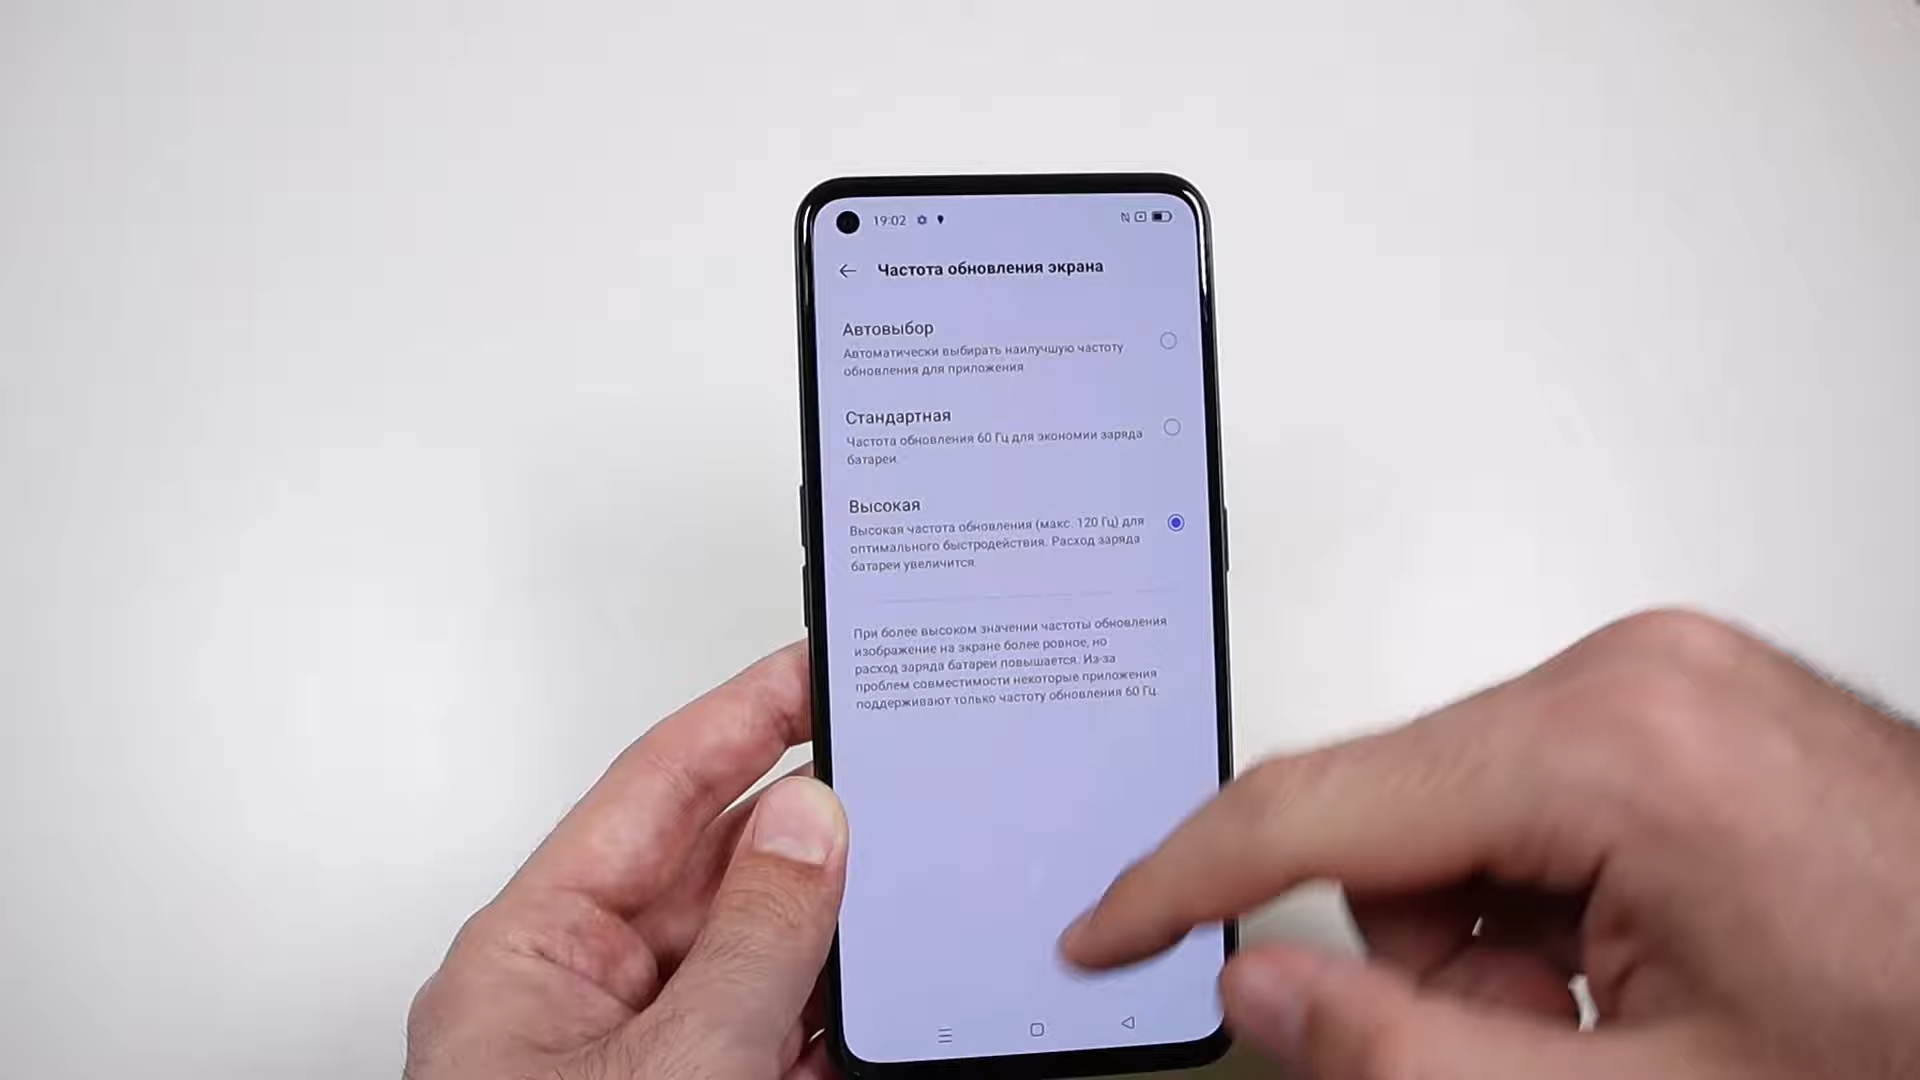 19:02
Частота обновления экрана
Автовыбор
Автоматически выбирать наилучшую частоту
обновления для приложения
Стандартная
Частота обновления 60 Гц для экономии заряда
батареи.
Высокая
Высокая частота обновления (макс. 120 Гц) для
оптимального быстродействия. Расход заряда
батареи увеличится.
При более высоком значении частоты обновления
изображение на экране более ровное, но
расход заряда батареи повышается. Из-за
проблем совместимости некоторые приложения
поддерживают только частоту обновления 60 Гц.